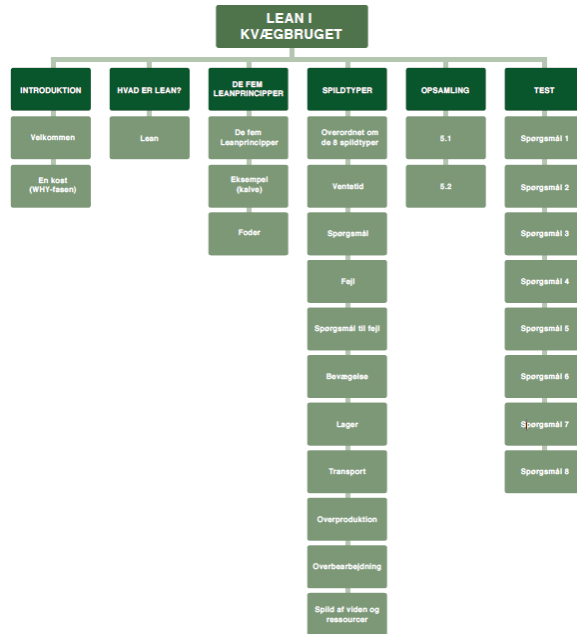 LEAN I
KVÆGBRUGET
INTRODUKTION
Velkommen
En kost
(WHY-fasen)
HVAD ER LEAN?
Lean
DE FEM
LEANPRINCIPPER
De fem
Leanprincipper
Eksempel
(kalve)
Foder
SPILDTYPER
Overordnet om
de 8 spildtyper
Ventetid
Spørgsmål
Fejl
Spørgsmål til fejl
Bevægelse
Lager
Transport
Overproduktion
Overbearbejdning
Spild af viden og
ressourcer
OPSAMLING
5.1
5.2
TEST
Spørgsmål 1
Spørgsmål 2
Spørgsmål 3
Spørgsmål 4
Spørgsmål 5
Spørgsmål 6
Spørgsmål 7
Spørgsmål 8